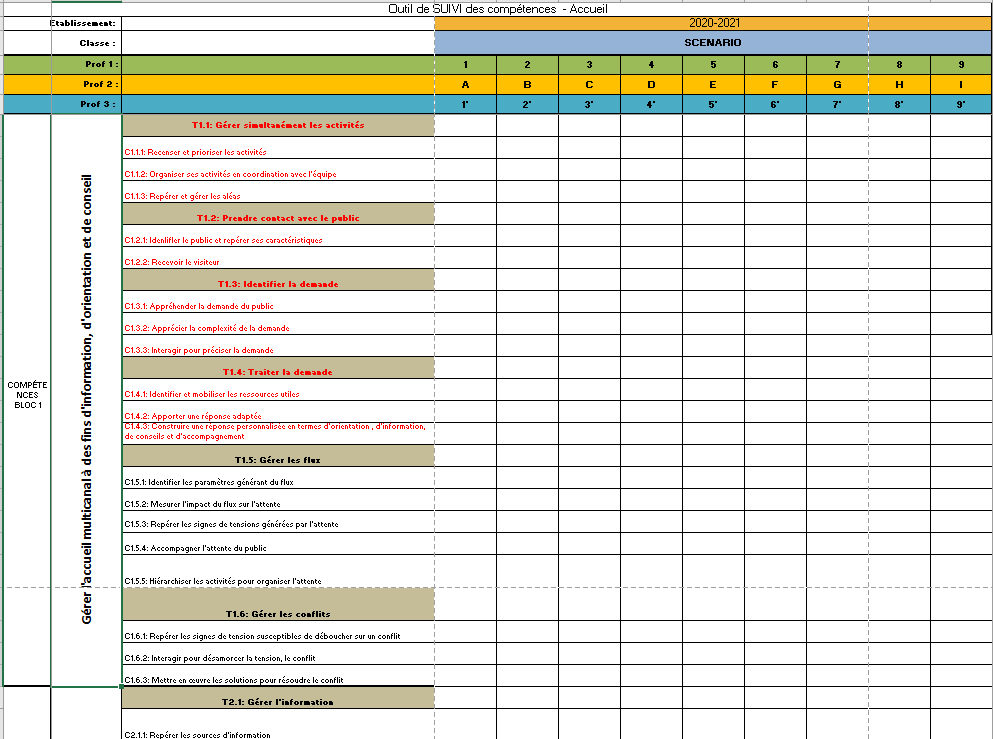 Outil de SUIVI des compétences - Accueil
Etablissement:
2020-2021
Classe :
SCENARIO
Prof 1 :
1 2 3 4 5 6 7 8 9
Prof 2 :
A B C D E F G H I
Prof 3 :
1' 2' 3' 4' 5' 6' 7' 8' 9'
COMPÉTE
NCES
BLOC 1
Gérer l'accueil multicanal à des fins d'information, d'orientation et de conseil
T1.1: Gérer simultanément les activités
C1.1.1: Recenser et prioriser les activités
C1.1.2: Organiser ses activités en coordination avec l'équipe
C1.1.3: Repérer et gérer les aléas
T1.2: Prendre contact avec le public
C1.2.1: Identifier le public et repérer ses caractéristiques
C1.2.2: Recevoir le visiteur
T1.3: Identifier la demande
C1.3.1: Appréhender la demande du public
C1.3.2: Apprécier la complexité de la demande
C1.3.3: Interagir pour préciser la demande
T1.4: Traiter la demande
C1.4.1: Identifier et mobiliser les ressources utiles
C1.4.2: Apporter une réponse adaptée
C1.4.3: Construire une réponse personnalisée en termes d'orientation , d'information,
de conseils et d'accompagnement
T1.5: Gérer les flux
C1.5.1: Identifier les paramètres générant du flux
C1.5.2: Mesurer l'impact du flux sur l'attente
C1.5.3: Repérer les signes de tensions générées par l'attente
C1.5.4: Accompagner l'attente du public
C1.5.5: Hiérarchiser les activités pour organiser l'attente
T1.6: Gérer les conflits
C1.6.1: Repérer les signes de tension susceptibles de déboucher sur un conflit
C1.6.2: Interagir pour désamorcer la tension, le conflit
C1.6.3: Mettre en œuvre les solutions pour résoudre le conflit
T2.1: Gérer l'information
C2.1.1: Repérer les sources d'information